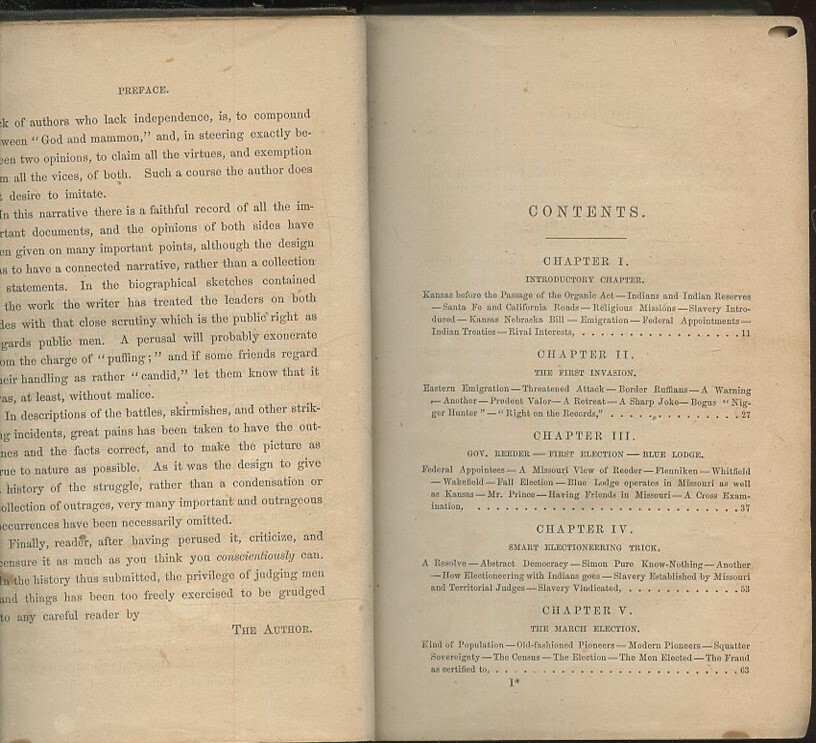 PREFACE.
ck of authors who lack independence, is, to compound
ween "God and mammon," and, in steering exactly be-
een two opinions, to claim all the virtues, and exemption
m all the vices, of both. Such a course the author does
t desire to imitate.
In this narrative there is a faithful record of all the im-
rtant documents, and the opinions of both sides have
en given on many important points, although the design
as to have a connected narrative, rather than a collection
statements. In the biographical sketches contained
the work the writer has treated the leaders on both
des with that close scrutiny which is the public right as
gards public men. A perusal will probably exonerate
om the charge of "puffing;" and if some friends regard
heir handling as rather "candid," let them know that it
as, at least, without malice.
In descriptions of the battles, skirmishes, and other strik-
ng incidents, great pains has been taken to have the out-
nes and the facts correct, and to make the picture as
rue to nature as possible. As it was the design to give
history of the struggle, rather than a condensation or
ollection of outrages, very many important and outrageous
occurrences have been necessarily omitted.
Finally, reader, after having perused it, criticize, and
censure it as much as you think you conscientiously can.
In the history thus submitted, the privilege of judging men
and things has been too freely exercised to be grudged
to any careful reader by
THE AUTHOR.
CONTENTS.
CHAPTER I.
INTRODUCTORY CHAPTER.
Kansas before the Passage of the Organic Act — Indians and Indian Reserves
— Santa Fe and California Roads — Religious Missions — Slavery Intro-
duced — Kansas Nebraska Bill — Emigration — Federal Appointments —
Indian Treaties — Rival Interests, . . . . . . . . . . . . . . . 11
CHAPTER II.
THE FIRST INVASION.
Eastern Emigration — Threatened Attack — Border Ruffians — A Warning
— Another — Prudent Valor — A Retreat — A Sharp Joke — Bogus "Nig-
ger Hunter" — "Right on the Records," . . . . . . . . . . . . 27
CHAPTER III.
GOV. REEDER — FIRST ELECTION — BLUE LODGE.
Federal Appointees — A Missouri View of Reeder — Flenniken — Whitfield
— Wakefield — Fall Election — Blue Lodge operates in Missouri as well
as Kansas — Mr. Prince — Having Friends in Missouri — A Cross Exam-
ination, . . . . . . . . . . . . . . . . . . . . . . . . 37
CHAPTER IV.
SMART ELECTIONEERING TRICK.
A Resolve — Abstract Democracy — Simon Pure Know-Nothing — Another
— How Electioneering with Indians goes — Slavery Established by Missouri
and Territorial Judges — Slavery Vindicated, . . . . . . . . . . 53
CHAPTER V.
THE MARCH ELECTION.
Kind of Population — Old-fashioned Pioneers — Modern Pioneers — Squatter
Sovereignty — The Census — The Election — The Men Elected — The Fraud
as certified to, . . . . . . . . . . . . . . . . . . . . . . 63
1*